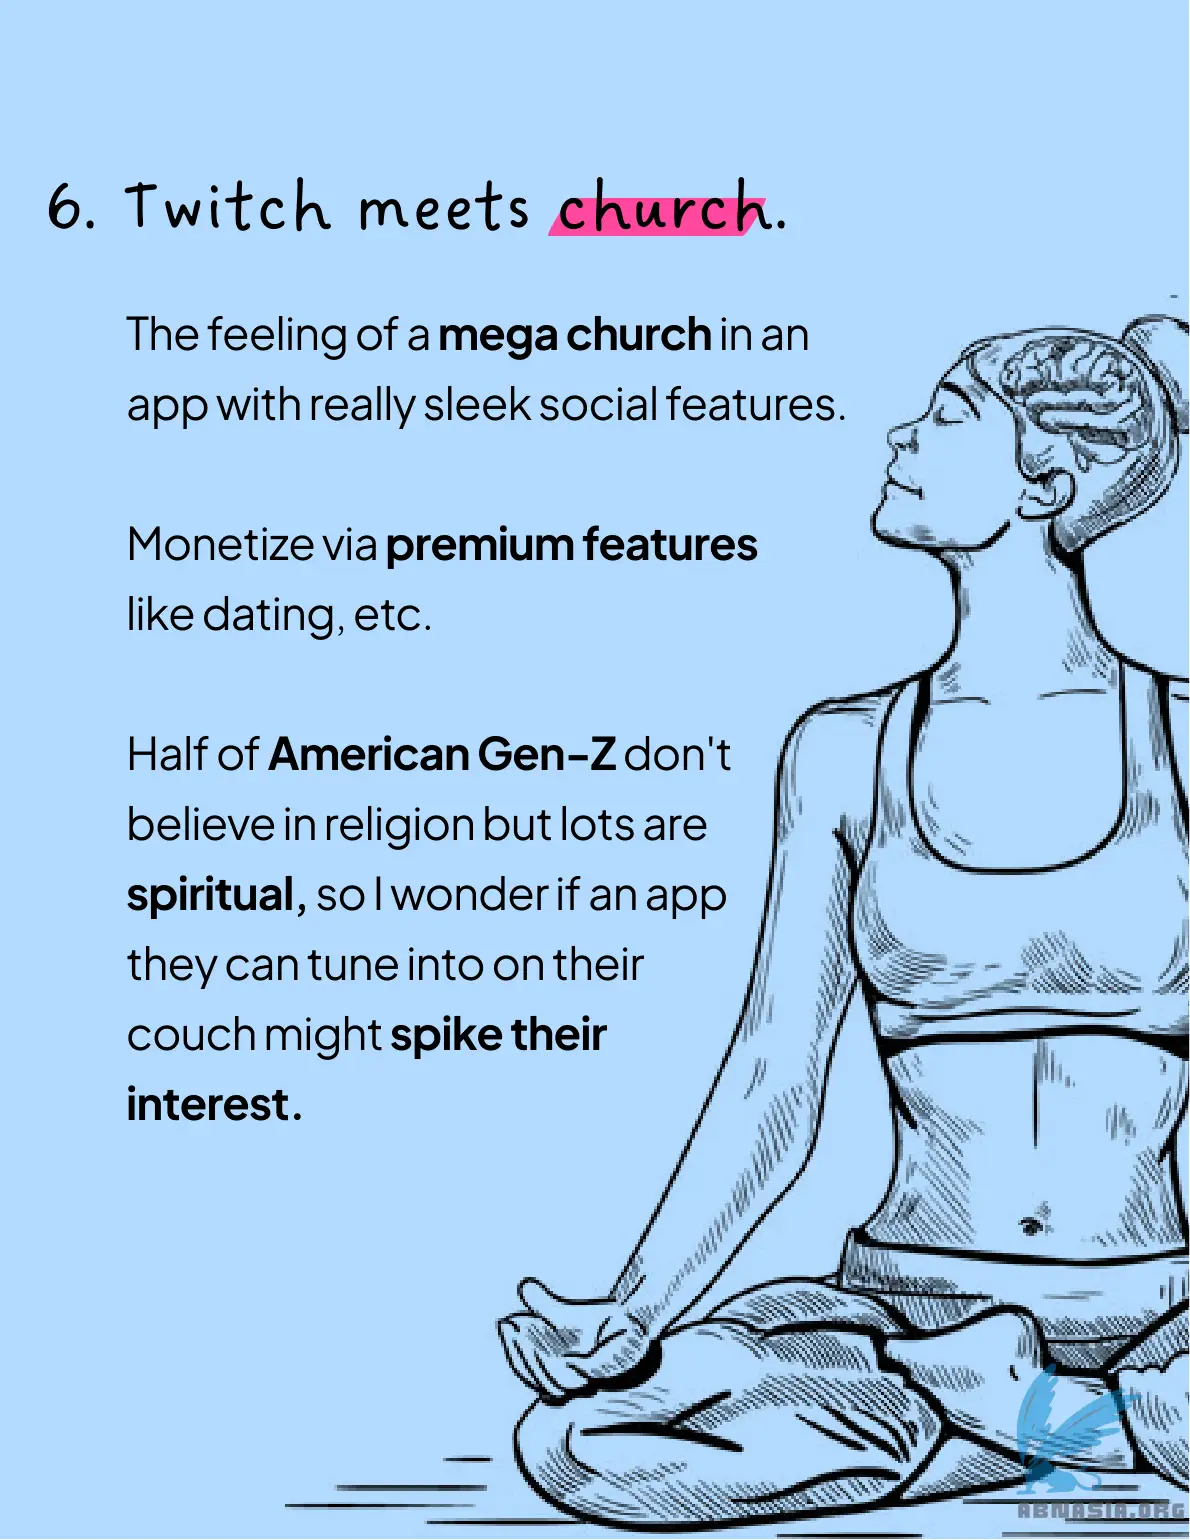 6. Twitch meets church.
The feeling of a mega church in an
app with really sleek social features.
Monetize via premium features
like dating, etc.
Half of American Gen-Z don't
believe in religion but lots are
spiritual, so I wonder if an app
they can tune into on their
couch might spike their
interest.
ABNASIA.ORG